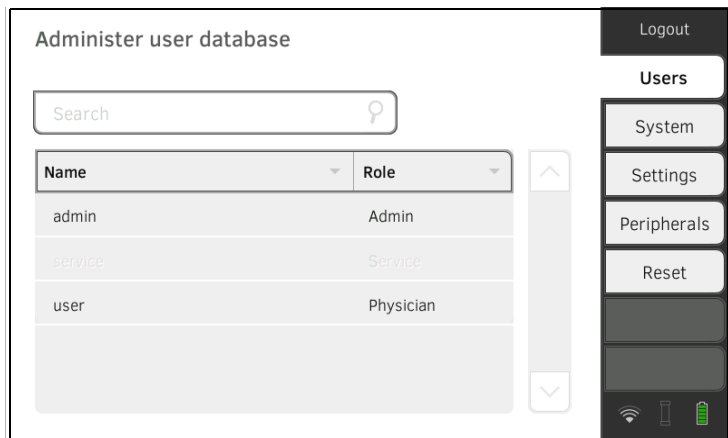 Administer user database
Search
Name Role
admin Admin
service Service
user Physician
Logout
Users
System
Settings
Peripherals
Reset